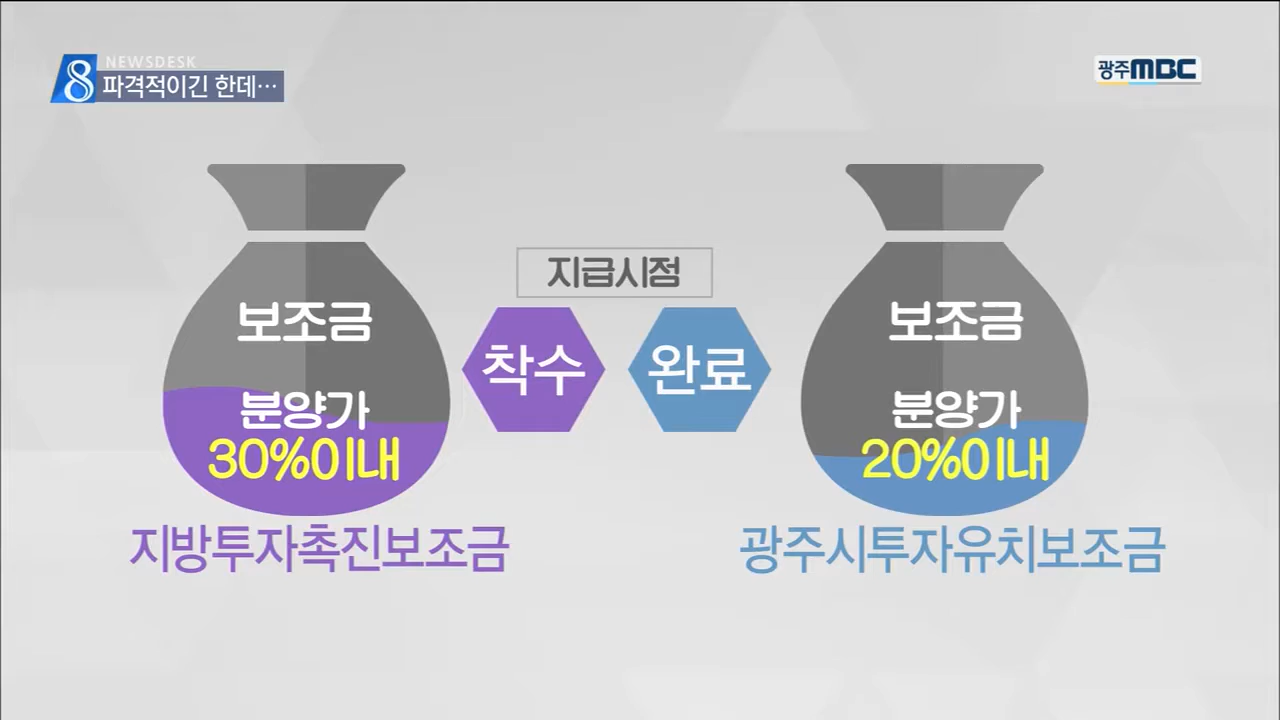 NEWSDESK
8 파격적이긴 한데…
광주MBC
지급시점
착수
완료
보조금
분양가
30%이내
지방투자촉진보조금
보조금
분양가
20%이내
광주시투자유치보조금